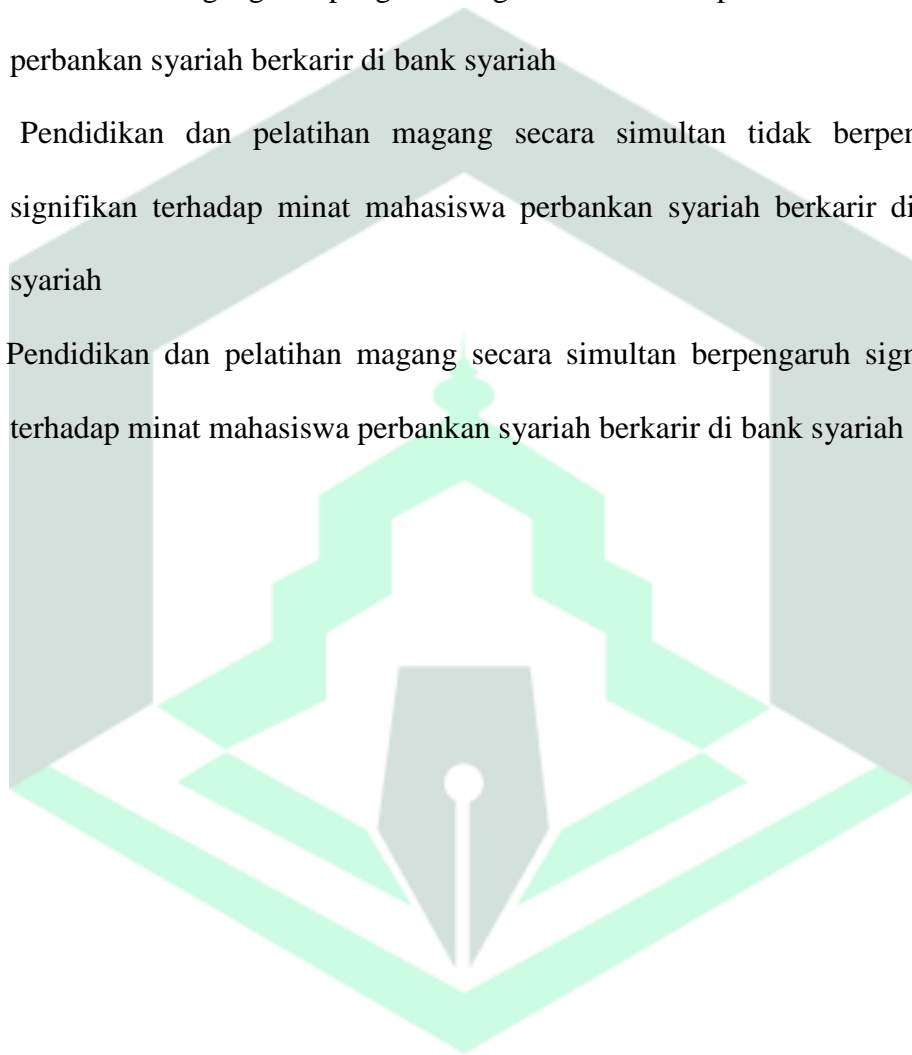 perbankan syariah berkarir di bank syariah
Pendidikan dan pelatihan magang secara simultan tidak
signifikan terhadap minat mahasiswa perbankan syariah berkarir di
syariah
Pendidikan dan pelatihan magang secara simultan berpengaruh
terhadap minat mahasiswa perbankan syariah berkarir di bank syariah